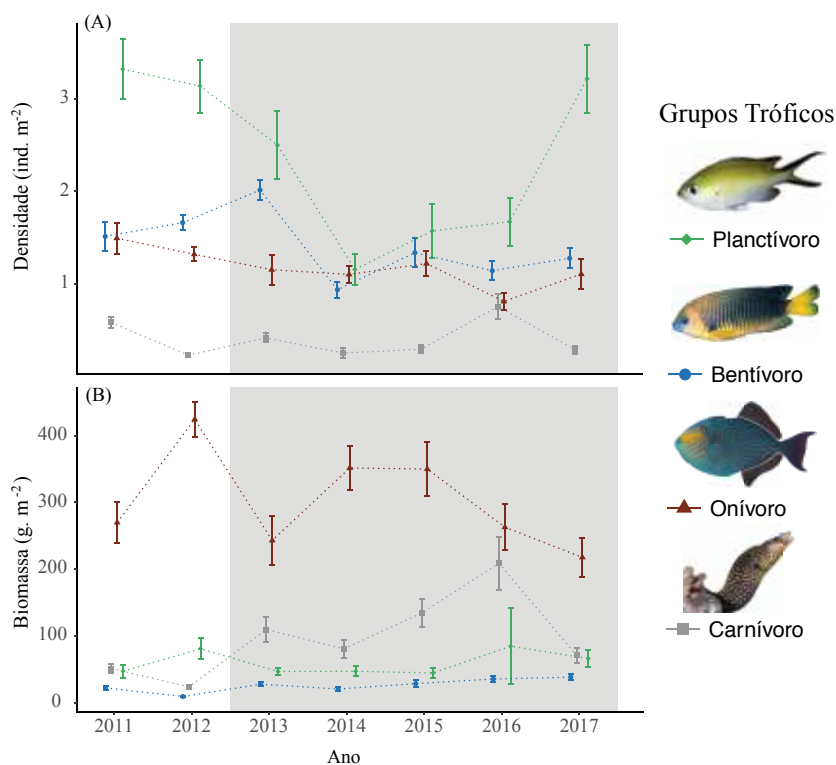 (A)
Densidade (ind. m-2)
3
2
1
(B)
Biomassa (g. m-2)
400
300
200
100
0
2011 2012 2013 2014 2015 2016 2017
Ano
Grupos Tróficos
Planctívoro
Bentívoro
Onívoro
Carnívoro